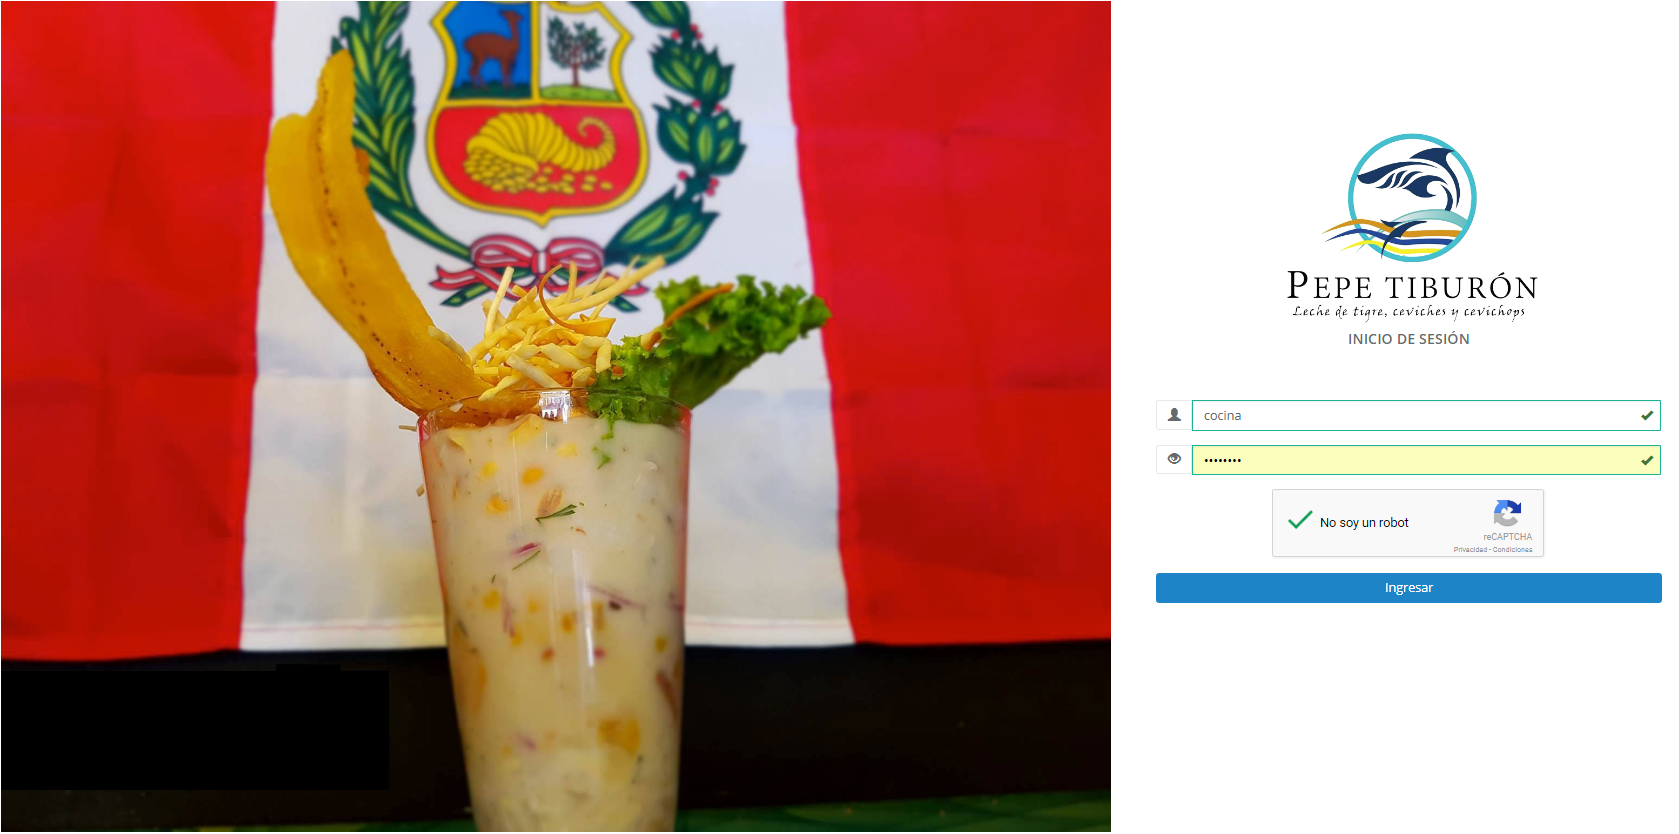 PEPE TIBURÓN
Leche de tigre, ceviches y cevichops
INICIO DE SESIÓN
cocina
••••••••
No soy un robot
reCAPTCHA
Privacidad - Condiciones
Ingresar